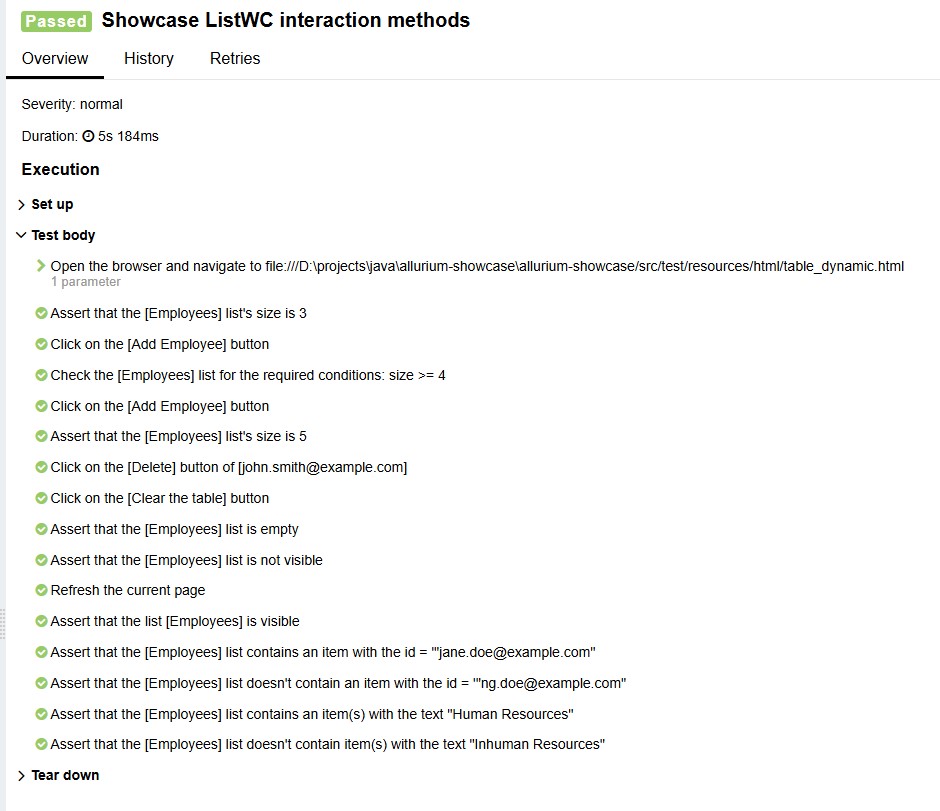 Passed Showcase ListWC interaction methods
Overview History Retries
Severity: normal
Duration: 5s 184ms
Execution
Set up
Test body
Open the browser and navigate to file:///D:\projects\java\allurium-showcase\allurium-showcase/src/test/resources/html/table_dynamic.html
1 parameter
Assert that the [Employees] list's size is 3
Click on the [Add Employee] button
Check the [Employees] list for the required conditions: size >= 4
Click on the [Add Employee] button
Assert that the [Employees] list's size is 5
Click on the [Delete] button of [john.smith@example.com]
Click on the [Clear the table] button
Assert that the [Employees] list is empty
Assert that the [Employees] list is not visible
Refresh the current page
Assert that the list [Employees] is visible
Assert that the [Employees] list contains an item with the id = "'jane.doe@example.com"
Assert that the [Employees] list doesn't contain an item with the id = "'ng.doe@example.com"
Assert that the [Employees] list contains an item(s) with the text "Human Resources"
Assert that the [Employees] list doesn't contain item(s) with the text "Inhuman Resources"
Tear down